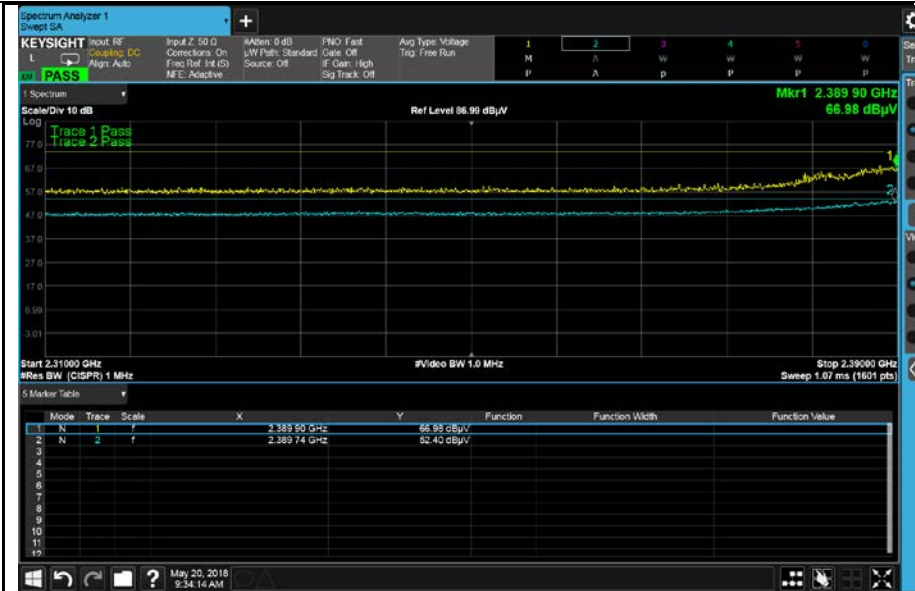 Spectrum Analyzer 1
Swept SA
KEYSIGHT
L
PASS
Input: RF
Coupling: DC
Align: Auto
Input Z: 50 Ω
Corrections: On
Freq Ref: Int (S)
NFE: Adaptive
#Atten: 0 dB
µW Path: Standard
Source: Off
PNO: Fast
Gate: Off
IF Gain: High
Sig Track: Off
Avg Type: Voltage
Trig: Free Run
1 2 3 4 5 6
M A W W W W
P A P P P P
1 Spectrum
Scale/Div 10 dB
Log
Ref Level 86.99 dBµV
Mkr1 2.389 90 GHz
66.98 dBµV
Trace 1 Pass
Trace 2 Pass
77.0
67.0
57.0
47.0
37.0
27.0
17.0
6.99
-3.01
1
2
Start 2.31000 GHz
#Res BW (CISPR) 1 MHz
#Video BW 1.0 MHz
Stop 2.39000 GHz
Sweep 1.07 ms (1601 pts)
5 Marker Table
Mode Trace Scale X Y Function Function Width Function Value
1 N 1 f 2.389 90 GHz 66.98 dBµV
2 N 2 f 2.389 74 GHz 52.40 dBµV
3
4
5
6
7
8
9
10
11
12
May 20, 2018
9:34:14 AM